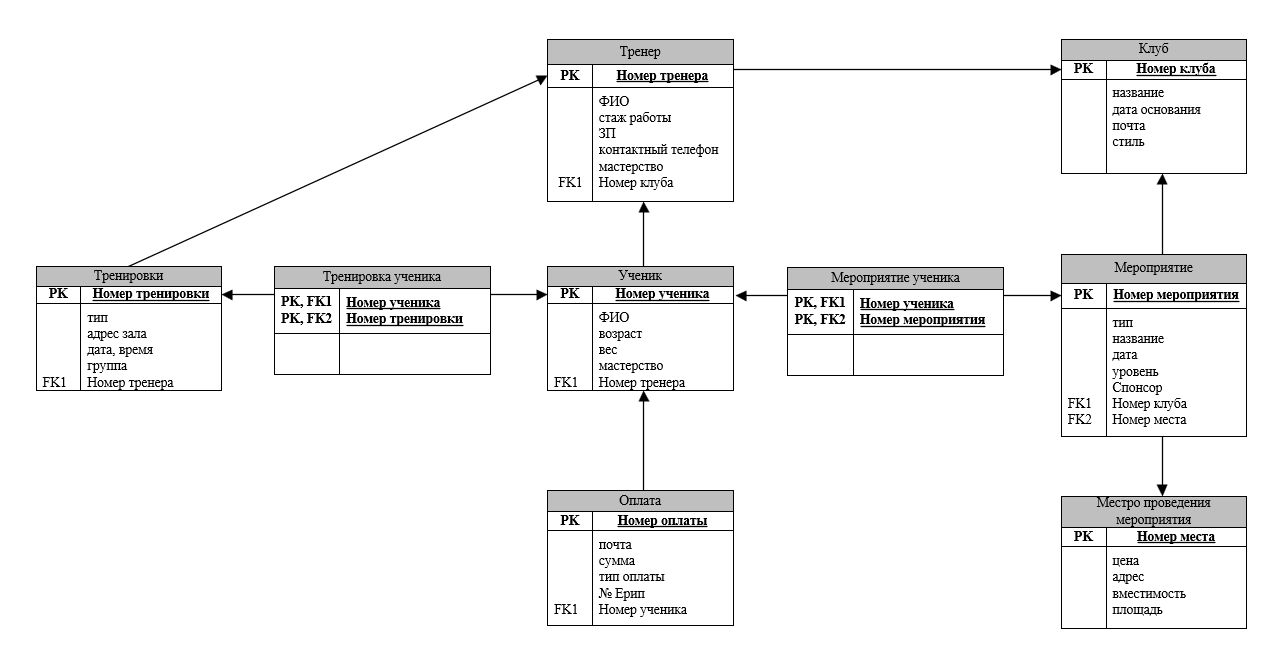 Тренер
PK Номер тренера
ФИО
стаж работы
ЗП
контактный телефон
мастерство
FK1 Номер клуба
Клуб
PK Номер клуба
название
дата основания
почта
стиль
Тренировки
PK Номер тренировки
тип
адрес зала
дата, время
группа
FK1 Номер тренера
Тренировка ученика
PK, FK1 Номер ученика
PK, FK2 Номер тренировки
Ученик
PK Номер ученика
ФИО
возраст
вес
мастерство
FK1 Номер тренера
Мероприятие ученика
PK, FK1 Номер ученика
PK, FK2 Номер мероприятия
Мероприятие
PK Номер мероприятия
тип
название
дата
уровень
Спонсор
FK1 Номер клуба
FK2 Номер места
Оплата
PK Номер оплаты
почта
сумма
тип оплаты
№ Ерип
FK1 Номер ученика
Местро проведения
мероприятия
PK Номер места
цена
адрес
вместимость
площадь